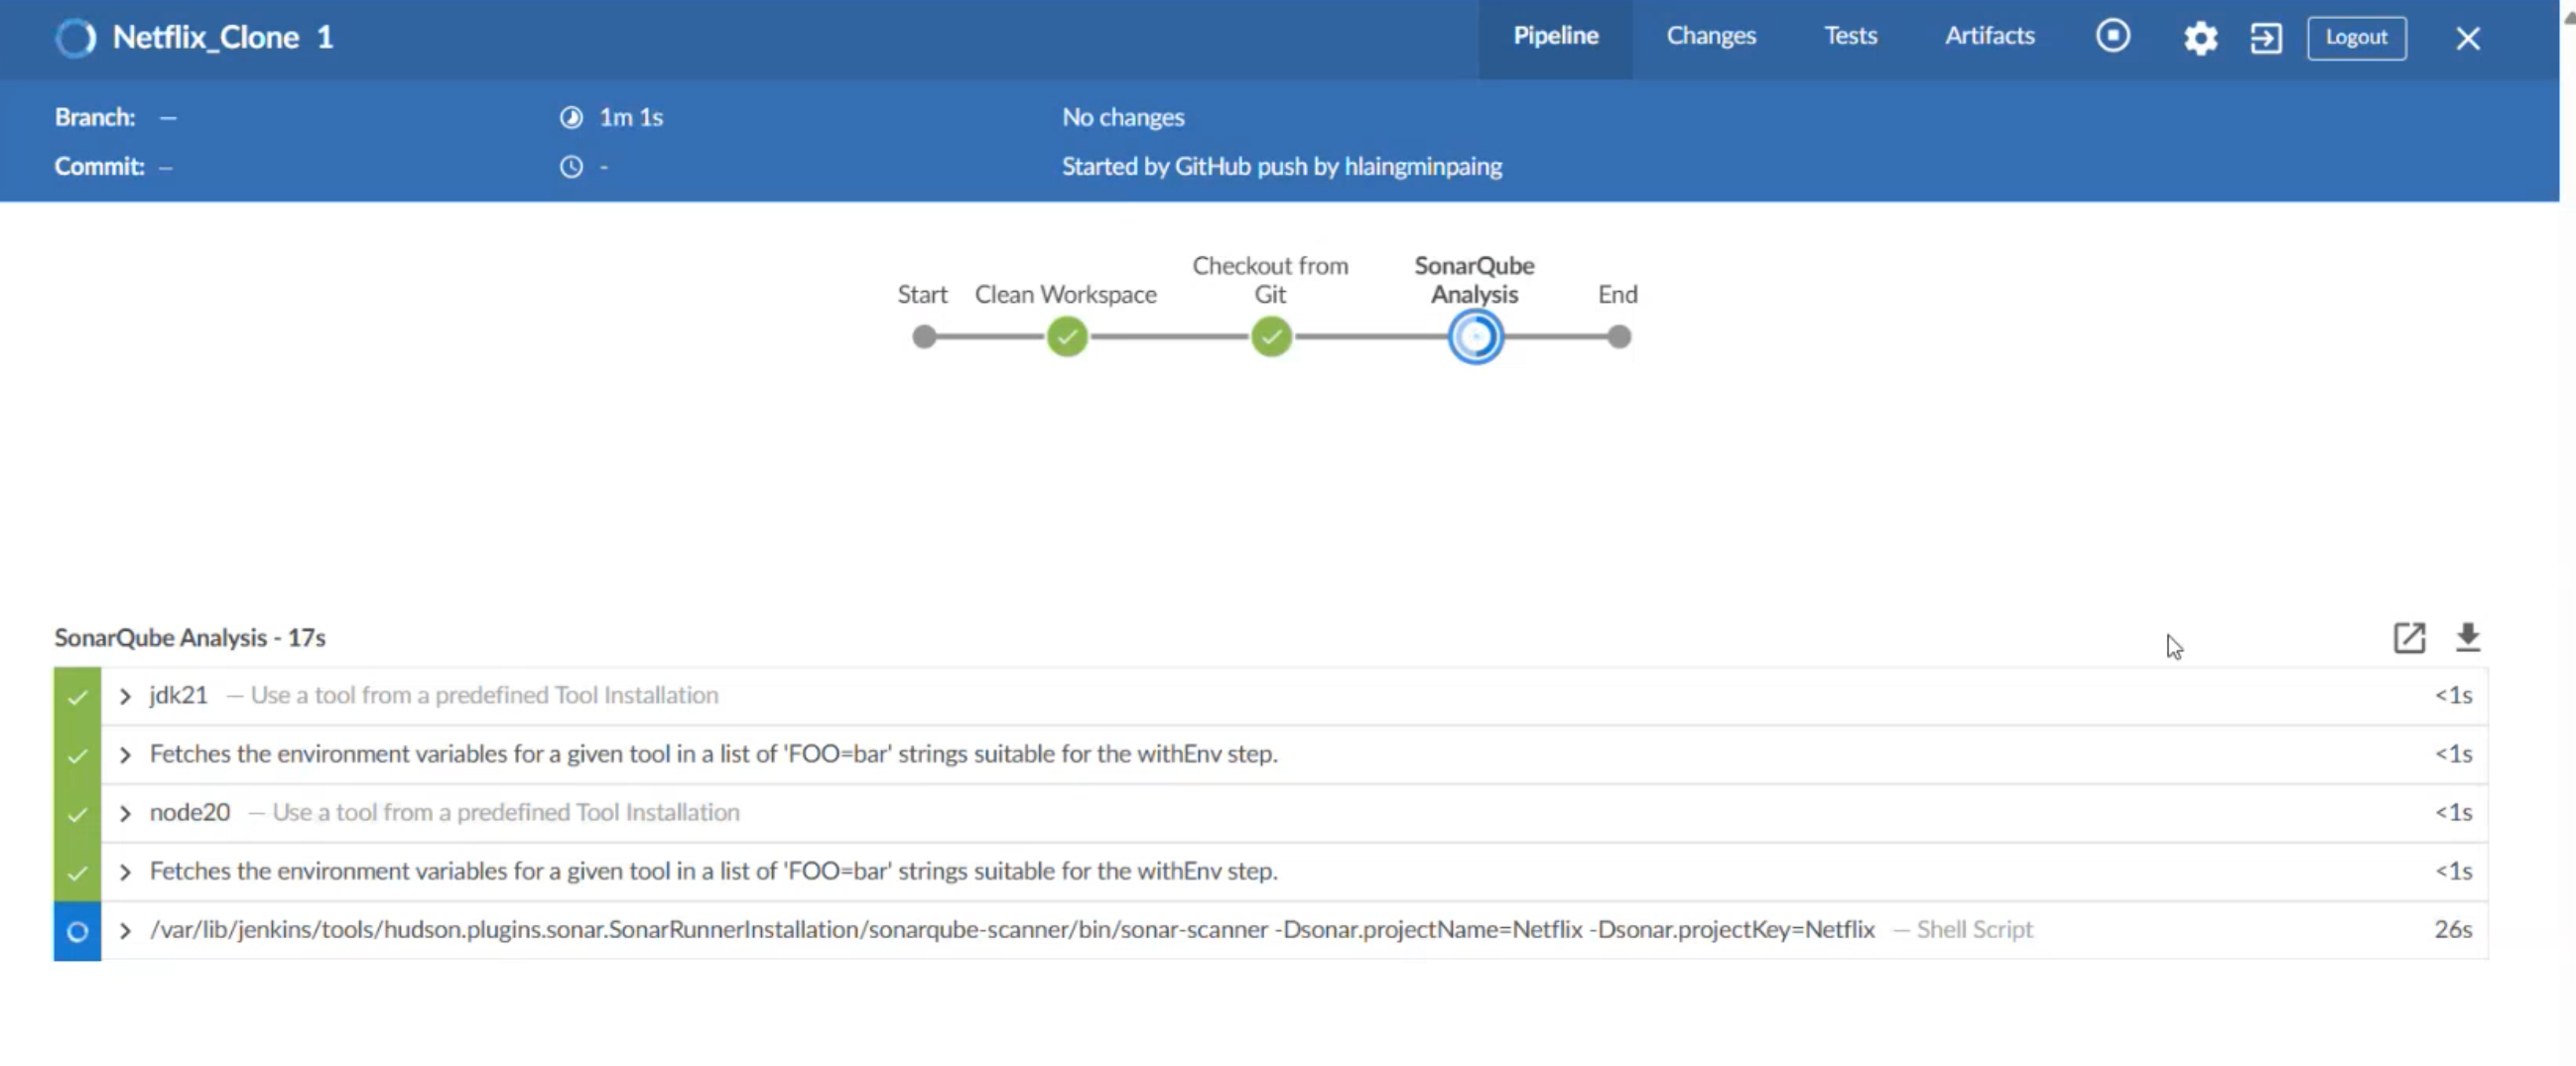 Netflix_Clone 1
Pipeline Changes Tests Artifacts Logout
Branch: — 1m 1s No changes
Commit: — - Started by GitHub push by hlaingminpaing
Start Clean Workspace Checkout from Git SonarQube Analysis End
SonarQube Analysis - 17s
jdk21 — Use a tool from a predefined Tool Installation <1s
Fetches the environment variables for a given tool in a list of 'FOO=bar' strings suitable for the withEnv step. <1s
node20 — Use a tool from a predefined Tool Installation <1s
Fetches the environment variables for a given tool in a list of 'FOO=bar' strings suitable for the withEnv step. <1s
/var/lib/jenkins/tools/hudson.plugins.sonar.SonarRunnerInstallation/sonarqube-scanner/bin/sonar-scanner -Dsonar.projectName=Netflix -Dsonar.projectKey=Netflix — Shell Script 26s